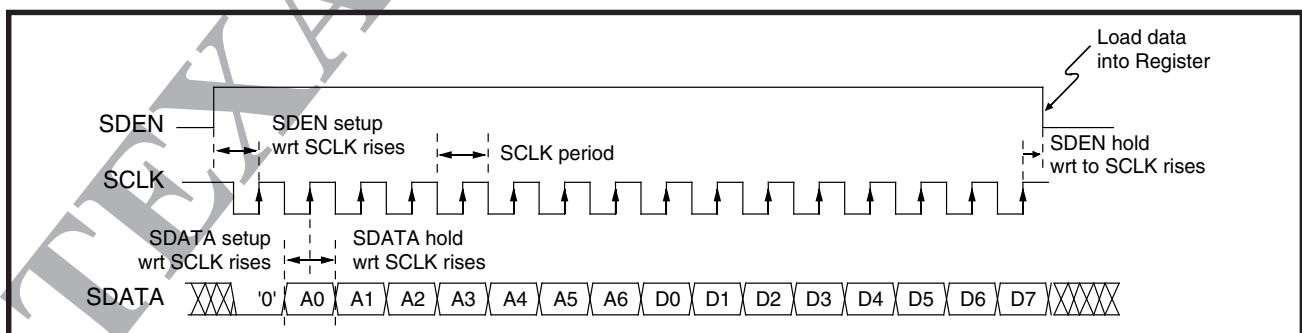 Load data
into Register
SDEN
SDEN setup
wrt SCLK rises
SCLK period
SDEN hold
wrt to SCLK rises
SCLK
SDATA setup
wrt SCLK rises
SDATA hold
wrt SCLK rises
SDATA
'0' A0 A1 A2 A3 A4 A5 A6 D0 D1 D2 D3 D4 D5 D6 D7
TEXA